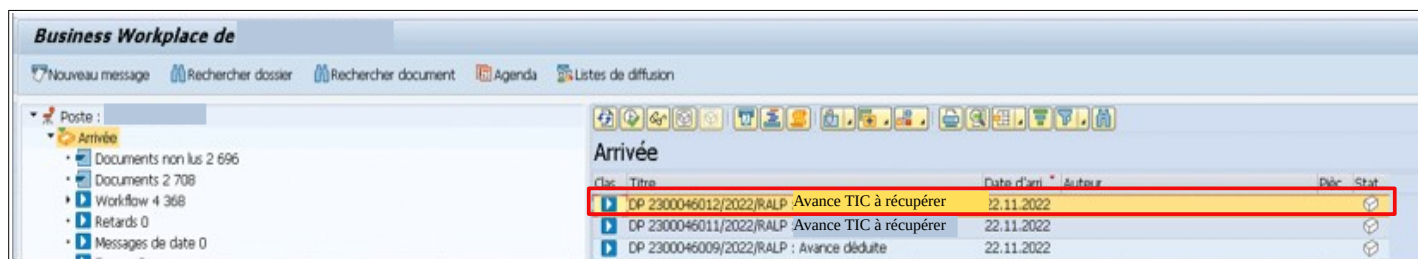 Business Workplace de
Nouveau message Rechercher dossier Rechercher document Agenda Listes de diffusion
Poste :
Arrivée
Documents non lus 2 696
Documents 2 708
Workflow 4 368
Retards 0
Messages de date 0
Arrivée
Clas Titre Date d'arri Auteur Pièc Stat
DP 2300046012/2022/RALP : Avance TIC à récupérer 22.11.2022
DP 2300046011/2022/RALP : Avance TIC à récupérer 22.11.2022
DP 2300046009/2022/RALP : Avance déduite 22.11.2022